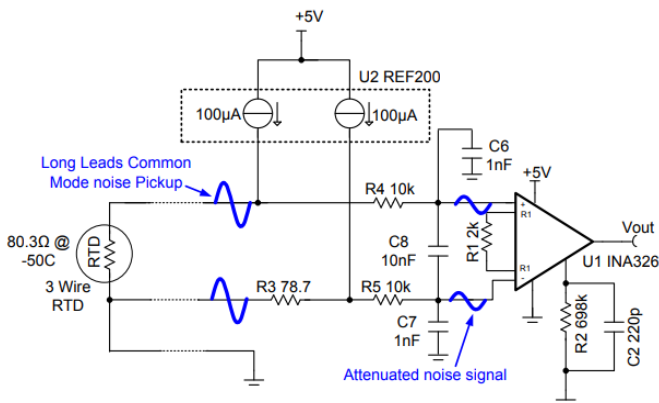 +5V
U2 REF200
100µA
100µA
Long Leads Common
Mode noise Pickup
C6
1nF
+5V
R4 10k
80.3Ω @
-50C
RTD
3 Wire
RTD
C8
10nF
R1 2k
+
R1
R1
-
Vout
U1 INA326
R3 78.7
R5 10k
C7
1nF
R2 698k
C2 220p
Attenuated noise signal